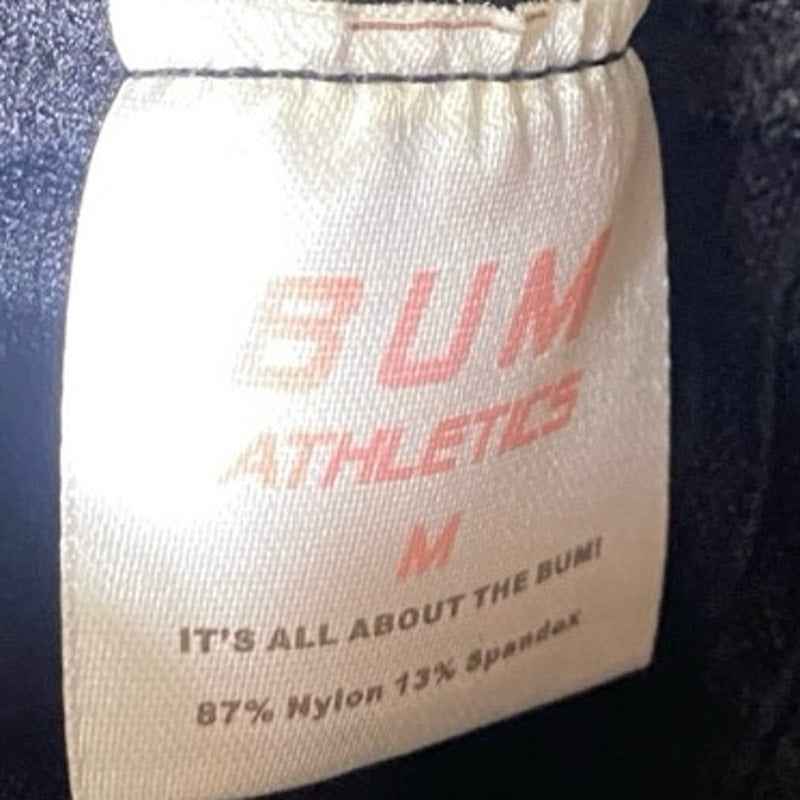 BUM
ATHLETICS
M
IT'S ALL ABOUT THE BUM!
87% Nylon 13% Spandex